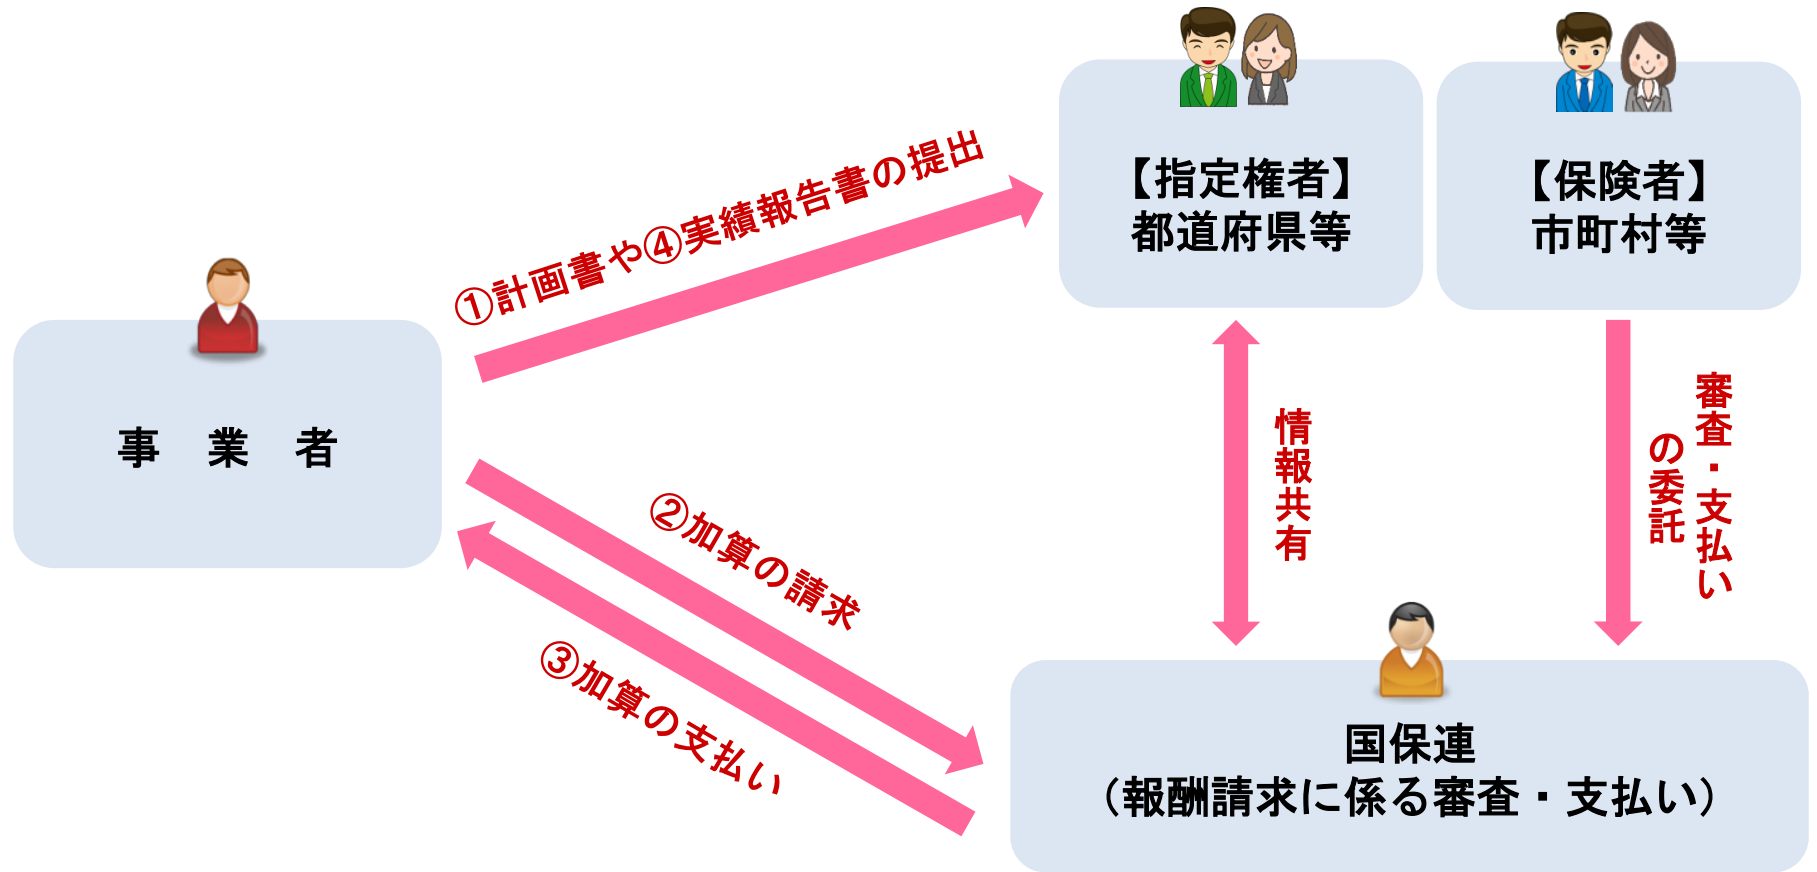 【指定権者】
都道府県等
【保険者】
市町村等
①計画書や④実績報告書の提出
事　業　者
情報共有
審査・支払い
の委託
②加算の請求
③加算の支払い
国保連
（報酬請求に係る審査・支払い）